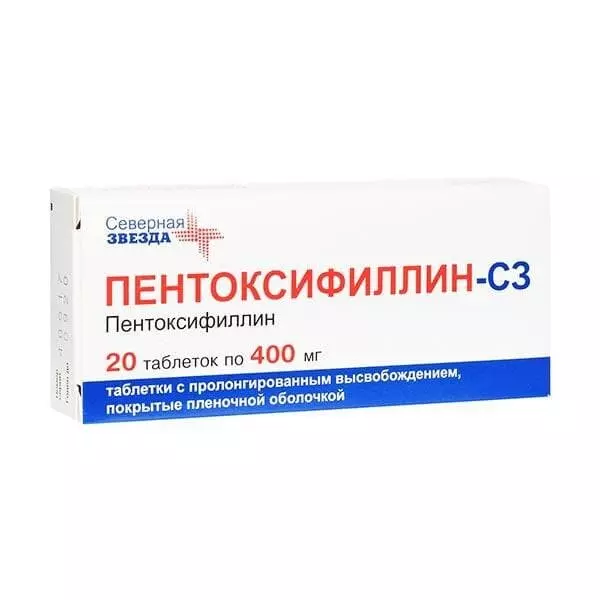 Северная
ЗВЕЗДА
ПЕНТОКСИФИЛЛИН-СЗ
Пентоксифиллин
20 таблеток по 400 мг
таблетки с пролонгированным высвобождением,
покрытые пленочной оболочкой